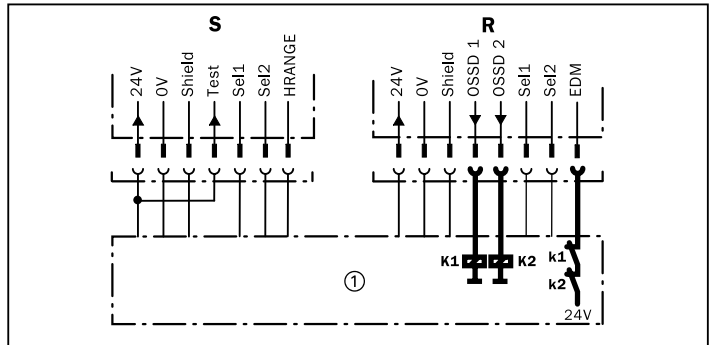 S
R
24V
0V
Shield
Test
Sel1
Sel2
HRANGE
24V
0V
Shield
OSSD 1
OSSD 2
Sel1
Sel2
EDM
K1
K2
k1
k2
24V
①